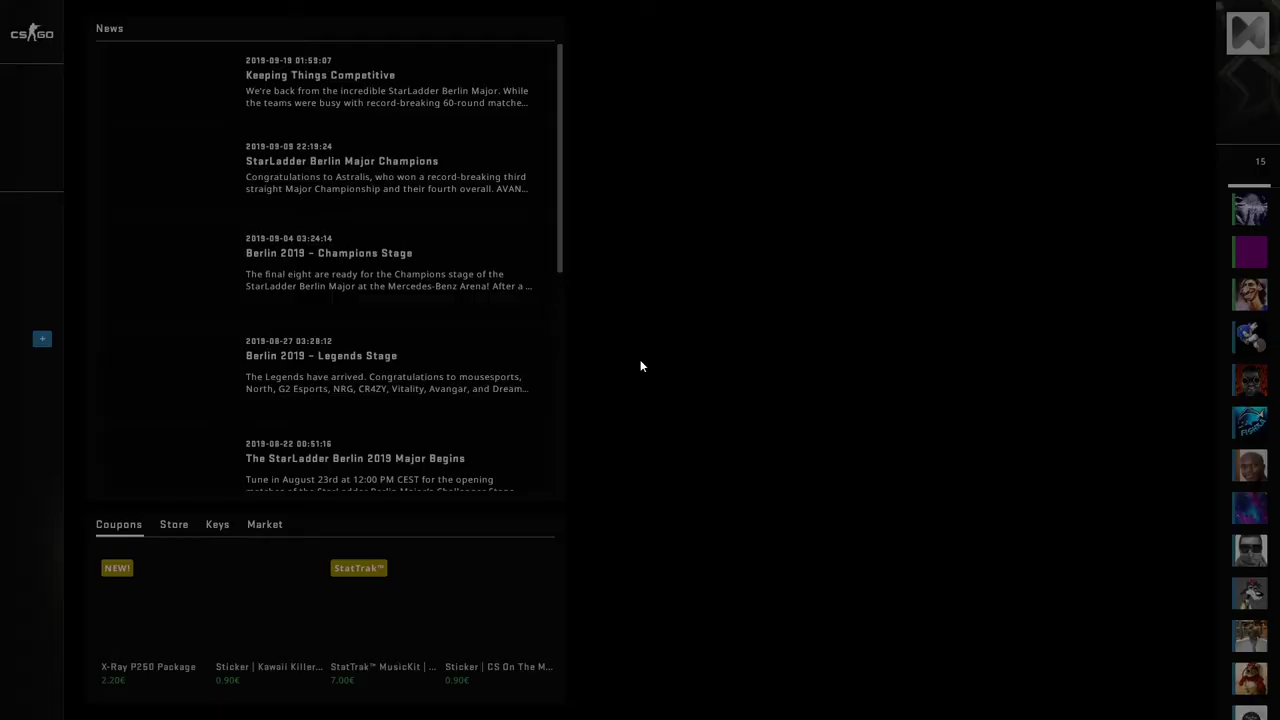 CS GO
News
2019-09-19 01:59:07
Keeping Things Competitive
We're back from the incredible StarLadder Berlin Major. While
the teams were busy with record-breaking 60-round matche...
2019-09-09 22:19:24
StarLadder Berlin Major Champions
Congratulations to Astralis, who won a record-breaking third
straight Major Championship and their fourth overall. AVAN...
2019-09-04 03:24:14
Berlin 2019 – Champions Stage
The final eight are ready for the Champions stage of the
StarLadder Berlin Major at the Mercedes-Benz Arena! After a ...
2019-08-27 03:28:12
Berlin 2019 – Legends Stage
The Legends have arrived. Congratulations to mousesports,
North, G2 Esports, NRG, CR4ZY, Vitality, Avangar, and Dream...
2019-08-22 00:51:16
The StarLadder Berlin 2019 Major Begins
Tune in August 23rd at 12:00 PM CEST for the opening
matches of the StarLadder Berlin Major's Challenger Stage
Coupons Store Keys Market
NEW! StatTrak™
X-Ray P250 Package Sticker | Kawaii Killer... StatTrak™ MusicKit | ... Sticker | CS On The M...
2.20€ 0.90€ 7.00€ 0.90€
15